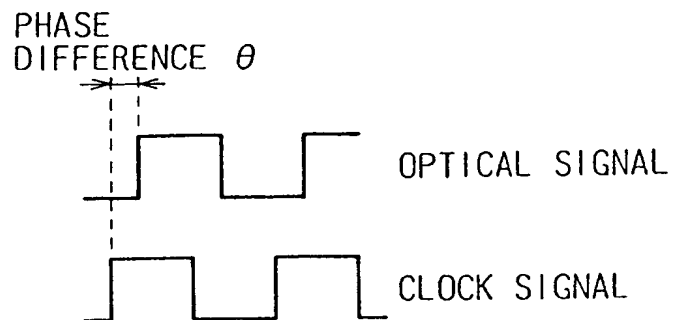 PHASE
DIFFERENCE θ
OPTICAL SIGNAL
CLOCK SIGNAL